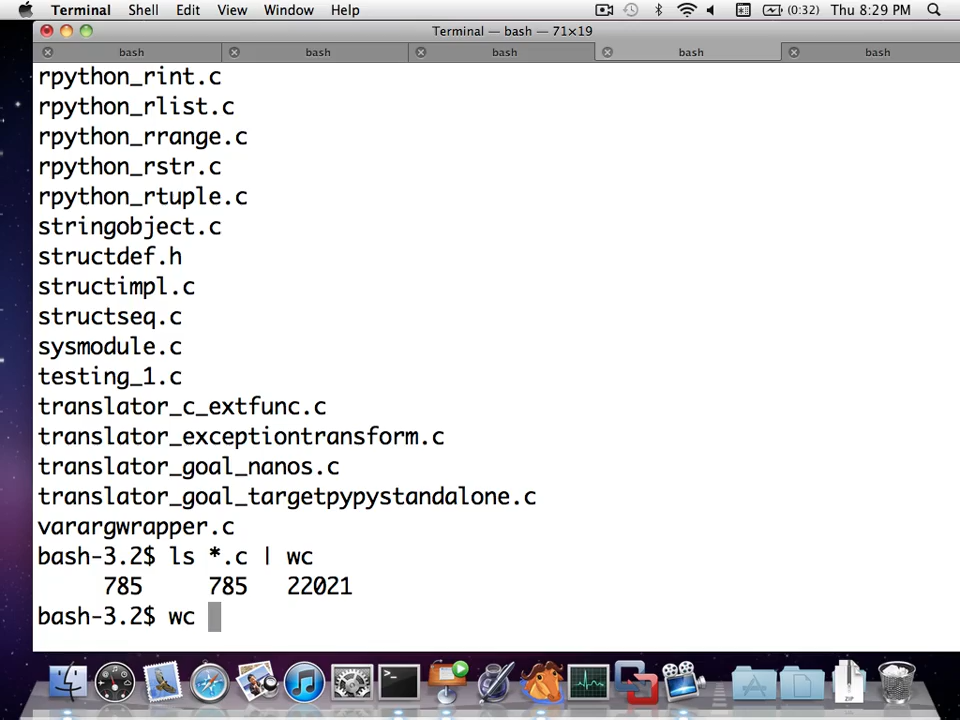 Terminal Shell Edit View Window Help (0:32) Thu 8:29 PM
Terminal — bash — 71×19
bash bash bash bash bash
rpython_rint.c
rpython_rlist.c
rpython_rrange.c
rpython_rstr.c
rpython_rtuple.c
stringobject.c
structdef.h
structimpl.c
structseq.c
sysmodule.c
testing_1.c
translator_c_extfunc.c
translator_exceptiontransform.c
translator_goal_nanos.c
translator_goal_targetpypystandalone.c
varargwrapper.c
bash-3.2$ ls *.c | wc
785 785 22021
bash-3.2$ wc
ZIP